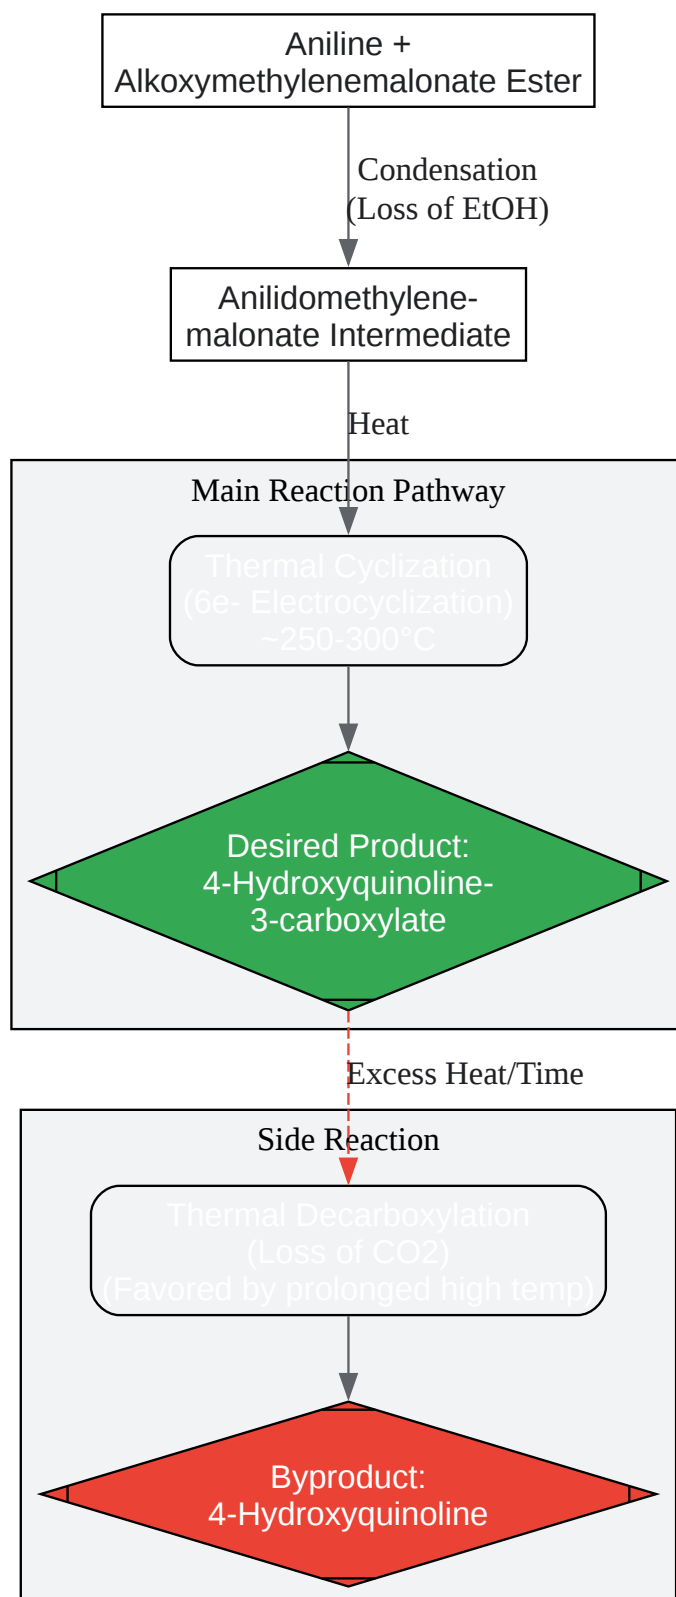 Aniline +
Alkoxymethylenemalonate Ester
Condensation
(Loss of EtOH)
Anilidomethylene-
malonate Intermediate
Heat
Main Reaction Pathway
Thermal Cyclization
(6e- Electrocyclization)
~250-300°C
Desired Product:
4-Hydroxyquinoline-
3-carboxylate
Excess Heat/Time
Side Reaction
Thermal Decarboxylation
(Loss of CO2)
(Favored by prolonged high temp)
Byproduct:
4-Hydroxyquinoline